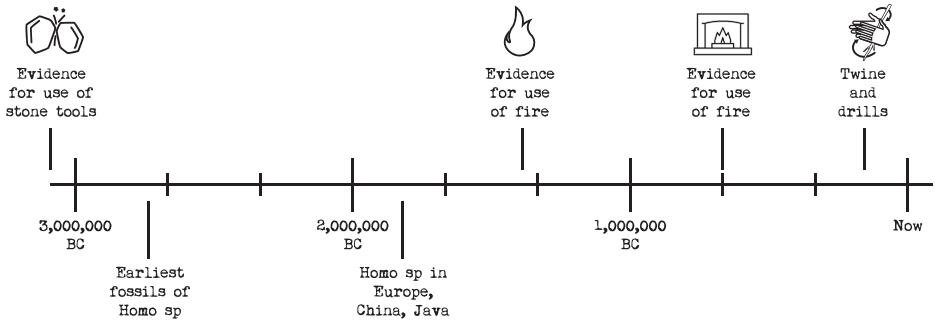 Evidence
for use of
stone tools
Evidence
for use
of fire
Evidence
for use
of fire
Twine
and
drills
3,000,000
BC
2,000,000
BC
1,000,000
BC
Now
Earliest
fossils of
Homo sp
Homo sp in
Europe,
China, Java